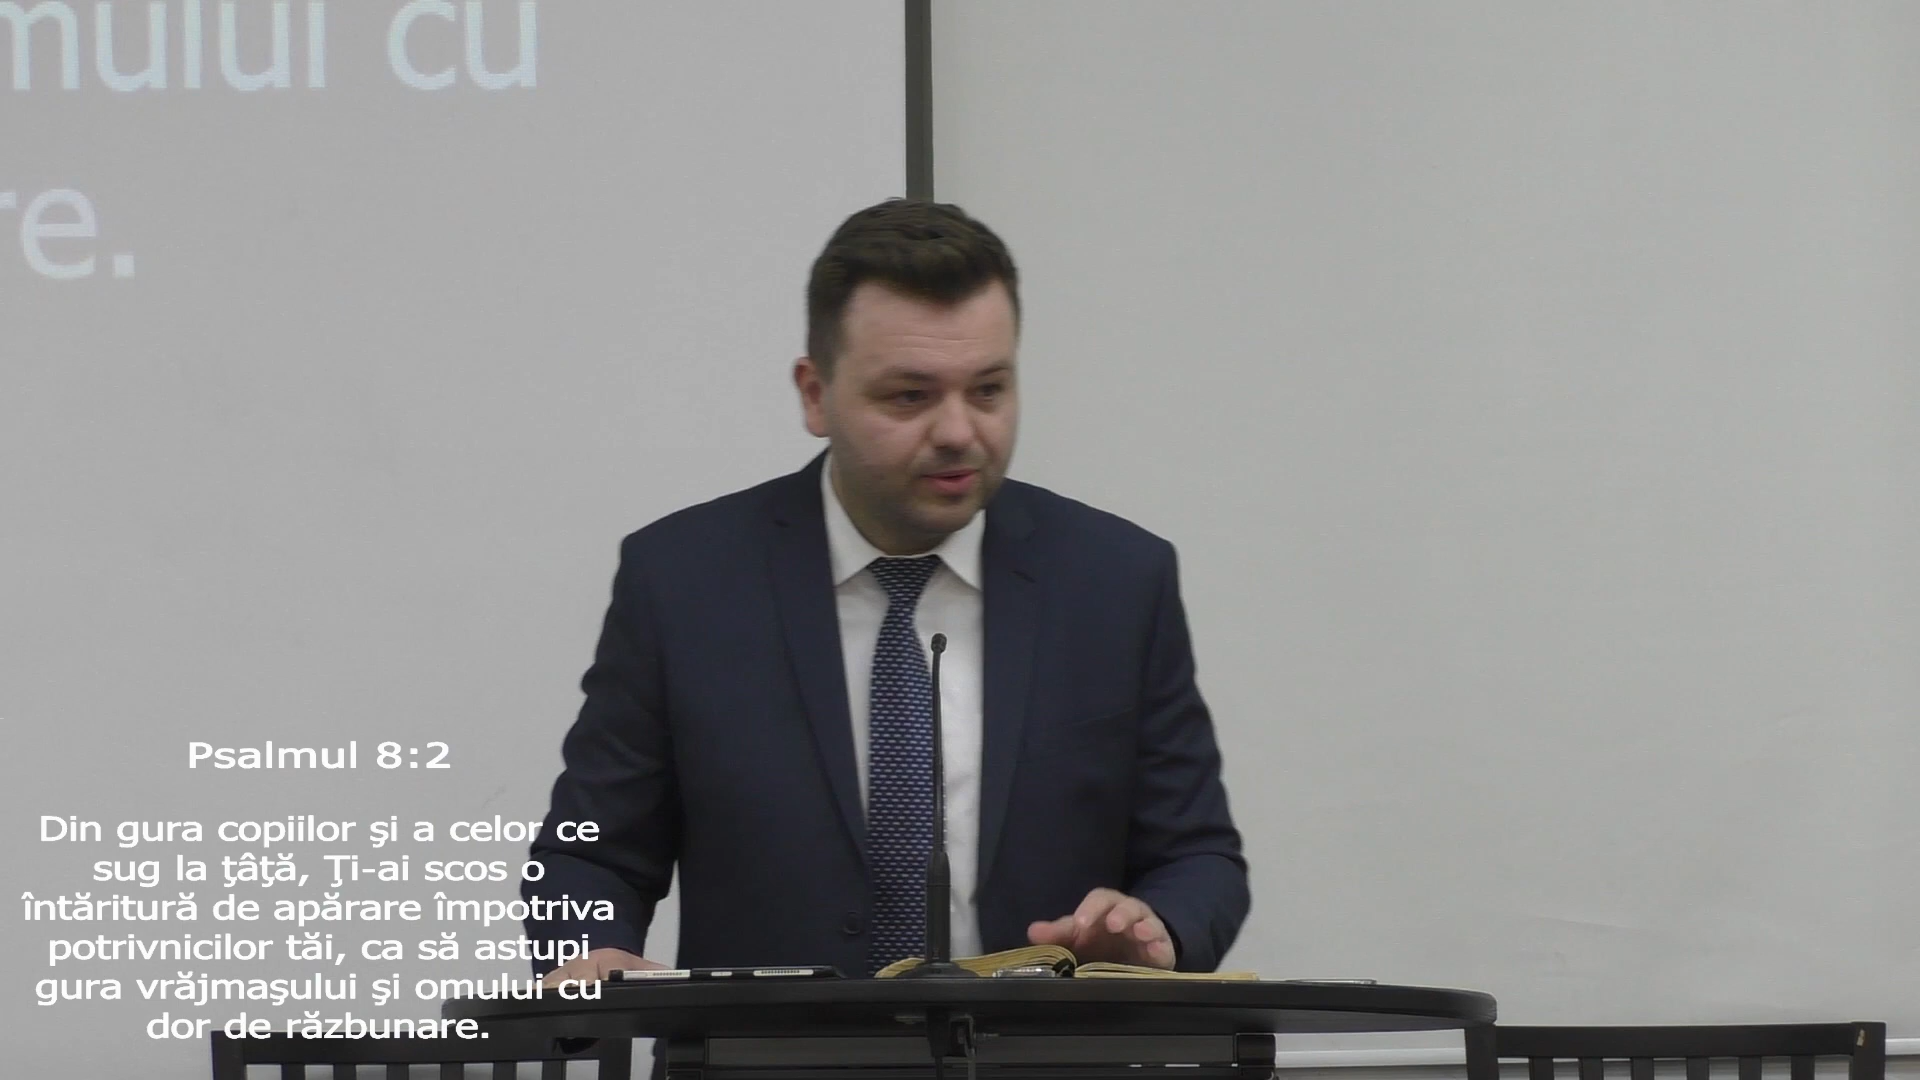 mului cu
re.
Psalmul 8:2
Din gura copiilor şi a celor ce
sug la ţâţă, Ţi-ai scos o
întăritură de apărare împotriva
potrivnicilor tăi, ca să astupi
gura vrăjmaşului şi omului cu
dor de răzbunare.